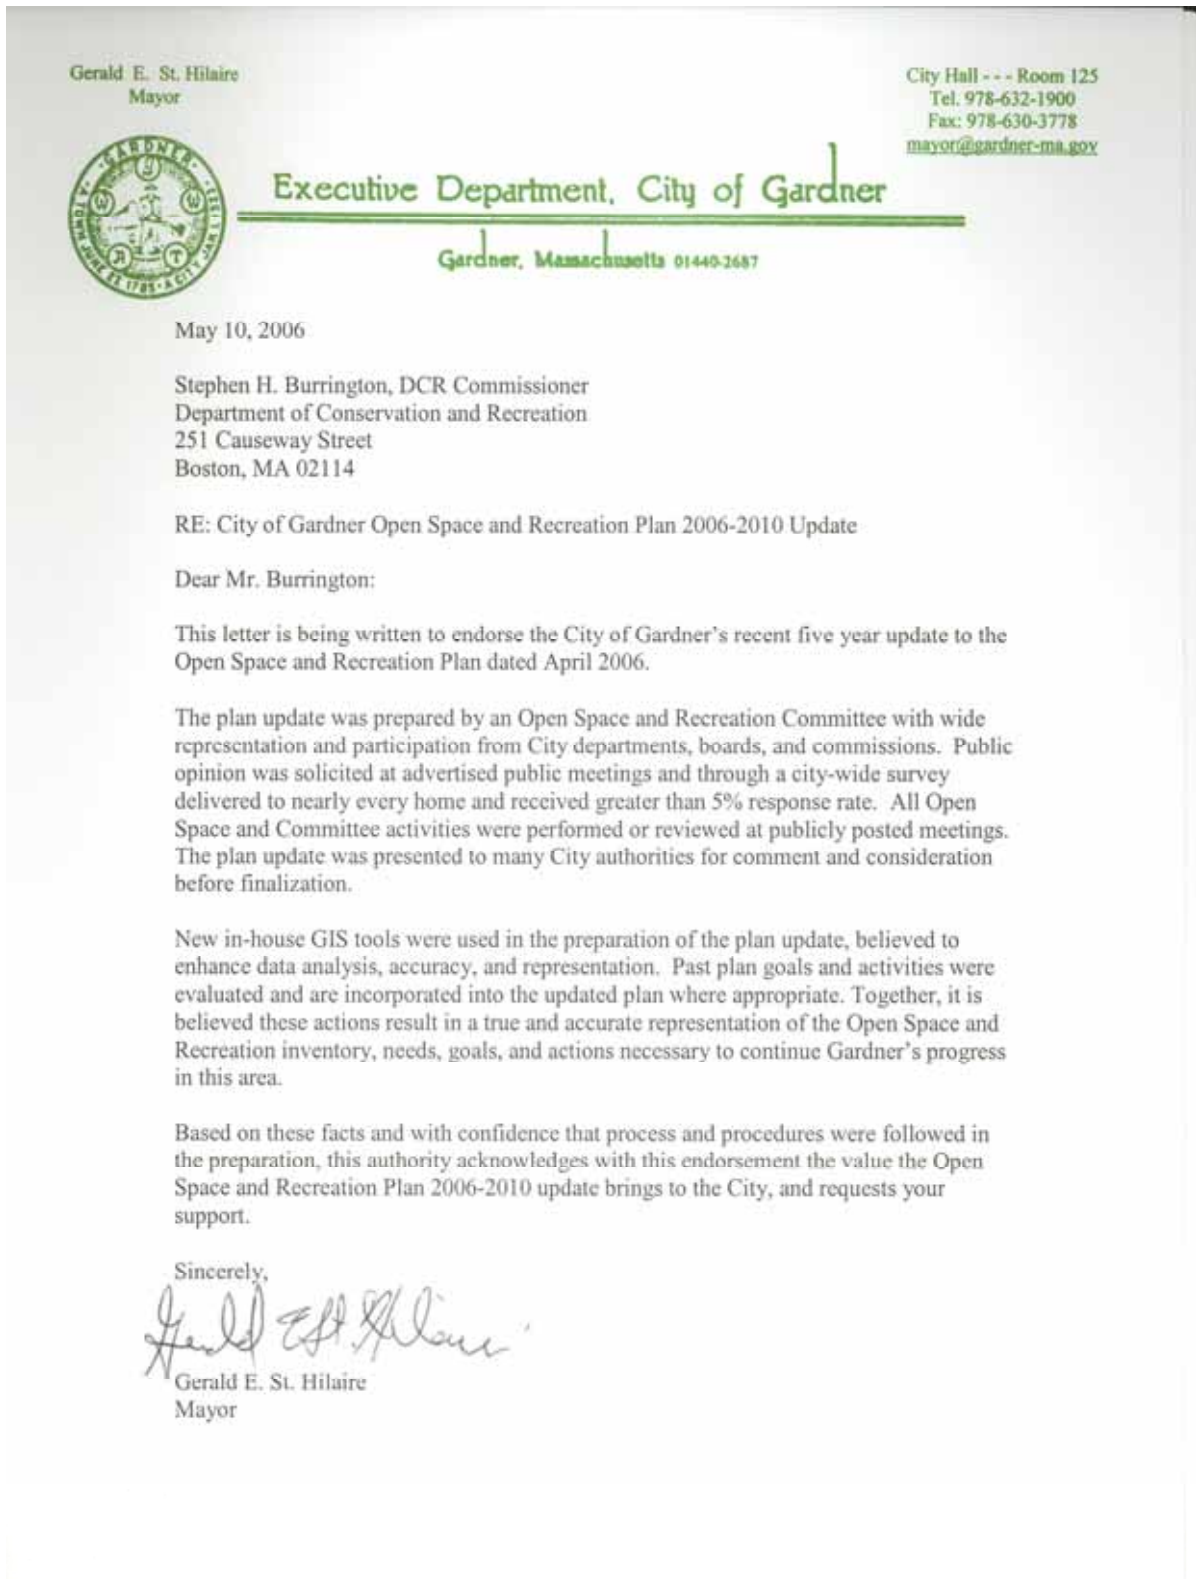 Gerald E. St. Hilaire
Mayor
City Hall - - - Room 125
Tel. 978-632-1900
Fax: 978-630-3778
mayor@gardner-ma.gov
GARDNER
A TOWN JUNE 27, 1785 · A CITY JAN. 1, 1923
Executive Department, City of Gardner
Gardner, Massachusetts 01440-2687
May 10, 2006
Stephen H. Burrington, DCR Commissioner
Department of Conservation and Recreation
251 Causeway Street
Boston, MA 02114
RE: City of Gardner Open Space and Recreation Plan 2006-2010 Update
Dear Mr. Burrington:
This letter is being written to endorse the City of Gardner's recent five year update to the
Open Space and Recreation Plan dated April 2006.
The plan update was prepared by an Open Space and Recreation Committee with wide
representation and participation from City departments, boards, and commissions. Public
opinion was solicited at advertised public meetings and through a city-wide survey
delivered to nearly every home and received greater than 5% response rate. All Open
Space and Committee activities were performed or reviewed at publicly posted meetings.
The plan update was presented to many City authorities for comment and consideration
before finalization.
New in-house GIS tools were used in the preparation of the plan update, believed to
enhance data analysis, accuracy, and representation. Past plan goals and activities were
evaluated and are incorporated into the updated plan where appropriate. Together, it is
believed these actions result in a true and accurate representation of the Open Space and
Recreation inventory, needs, goals, and actions necessary to continue Gardner's progress
in this area.
Based on these facts and with confidence that process and procedures were followed in
the preparation, this authority acknowledges with this endorsement the value the Open
Space and Recreation Plan 2006-2010 update brings to the City, and requests your
support.
Sincerely,
Gerald E St. Hilaire
Gerald E. St. Hilaire
Mayor